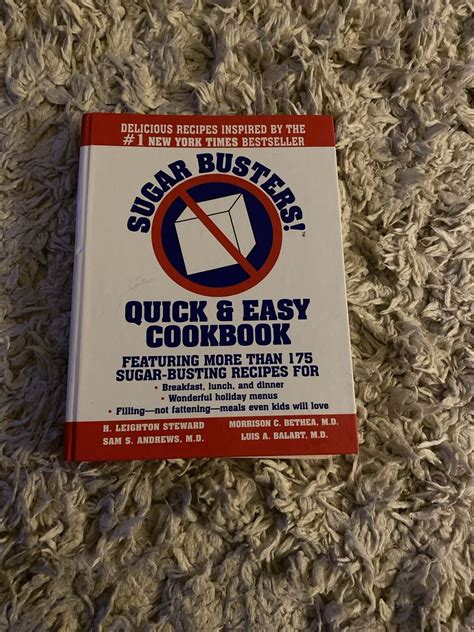 DELICIOUS RECIPES INSPIRED BY THE
#1 NEW YORK TIMES BESTSELLER
SUGAR BUSTERS!™
QUICK & EASY
COOKBOOK
FEATURING MORE THAN 175
SUGAR-BUSTING RECIPES FOR
• Breakfast, lunch, and dinner
• Wonderful holiday menus
• Filling—not fattening—meals even kids will love
H. LEIGHTON STEWARD MORRISON C. BETHEA, M.D.
SAM S. ANDREWS, M.D. LUIS A. BALART, M.D.